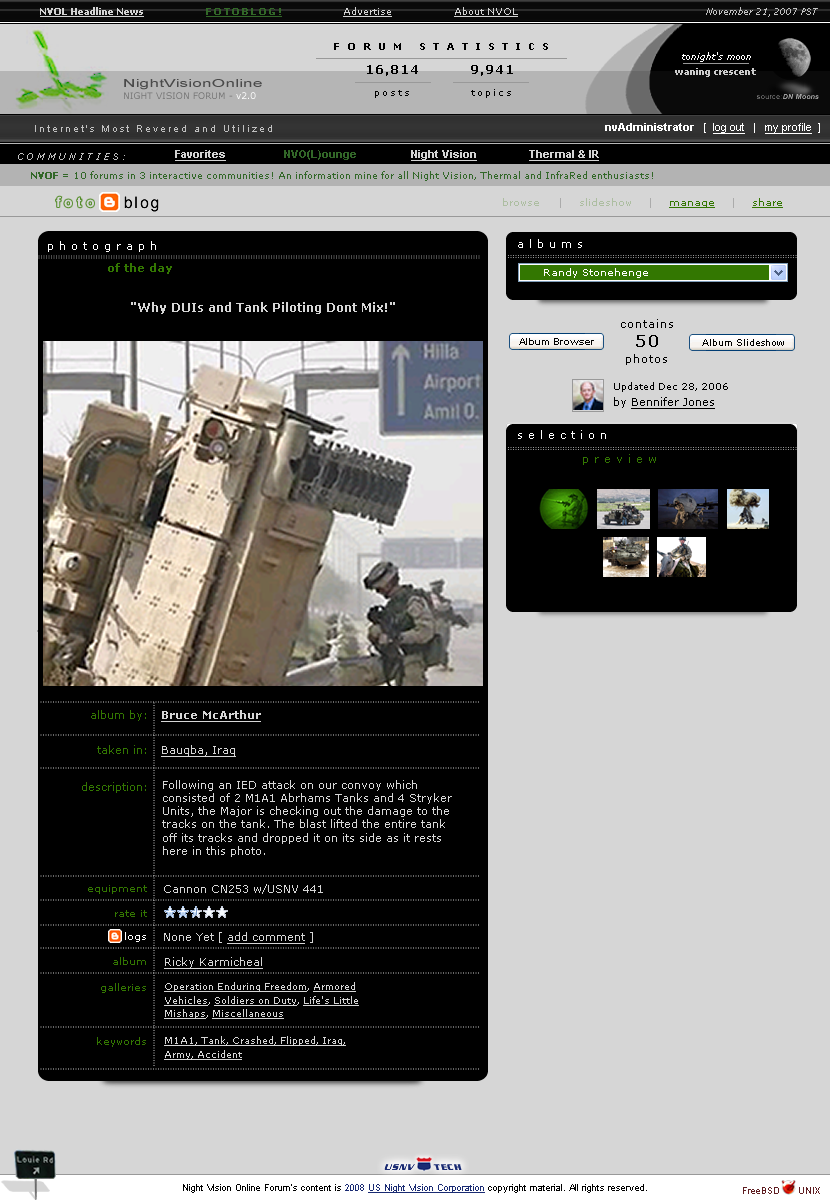 NVOL Headline News FOTOBLOG! Advertise About NVOL November 21, 2007 PST
FORUM STATISTICS
16,814 9,941
posts topics
tonight's moon
waning crescent
source: DN Moons
NightVisionOnline
NIGHT VISION FORUM - v2.0
Internet's Most Revered and Utilized
nvAdministrator [ log out | my profile ]
COMMUNITIES: Favorites NVO(L)ounge Night Vision Thermal & IR
NVOF = 10 forums in 3 interactive communities! An information mine for all Night Vision, Thermal and InfraRed enthusiasts!
foto B blog browse | slideshow | manage | share
photograph
of the day
"Why DUIs and Tank Piloting Dont Mix!"
Hilla
Airport
Amil O.
album by: Bruce McArthur
taken in: Bauqba, Iraq
description: Following an IED attack on our convoy which
consisted of 2 M1A1 Abrhams Tanks and 4 Stryker
Units, the Major is checking out the damage to the
tracks on the tank. The blast lifted the entire tank
off its tracks and dropped it on its side as it rests
here in this photo.
equipment Cannon CN253 w/USNV 441
rate it
B logs None Yet [ add comment ]
album Ricky Karmicheal
galleries Operation Enduring Freedom, Armored
Vehicles, Soldiers on Duty, Life's Little
Mishaps, Miscellaneous
keywords M1A1, Tank, Crashed, Flipped, Iraq,
Army, Accident
albums
Randy Stonehenge
Album Browser
contains
50
photos
Album Slideshow
Updated Dec 28, 2006
by Bennifer Jones
selection
preview
Louie Rd
USNV TECH
Night Vision Online Forum's content is 2008 US Night Vision Corporation copyright material. All rights reserved.
FreeBSD UNIX